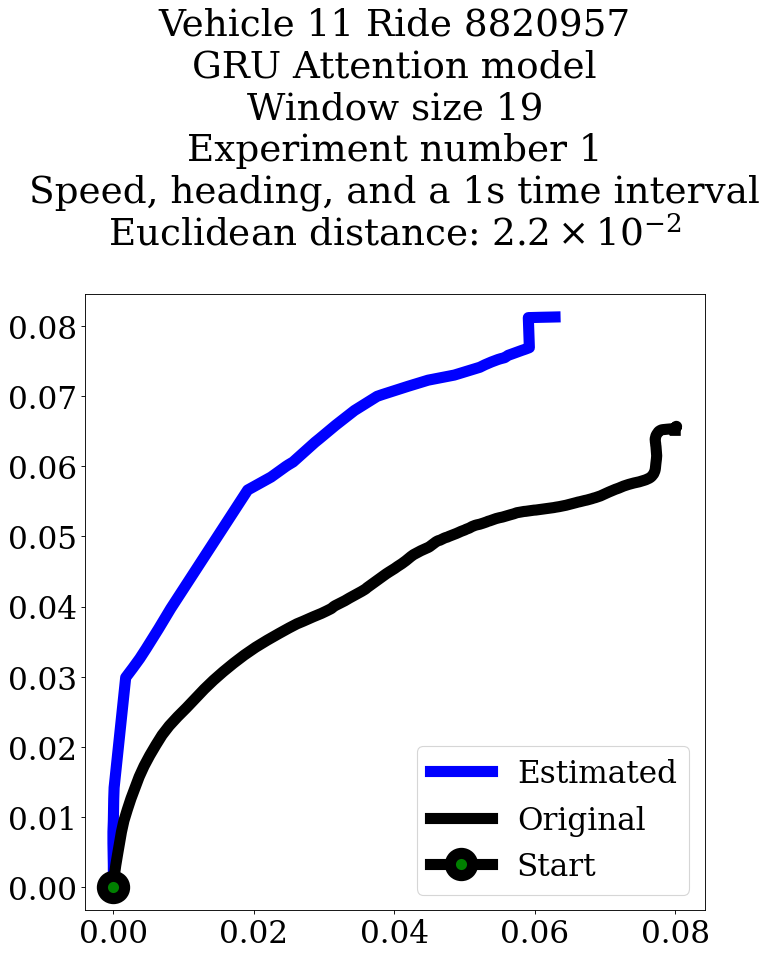 Vehicle 11 Ride 8820957
GRU Attention model
Window size 19
Experiment number 1
Speed, heading, and a 1s time interval
Euclidean distance: 2.2 × 10⁻²
0.08
0.07
0.06
0.05
0.04
0.03
0.02
0.01
0.00
Estimated
Original
Start
0.00 0.02 0.04 0.06 0.08